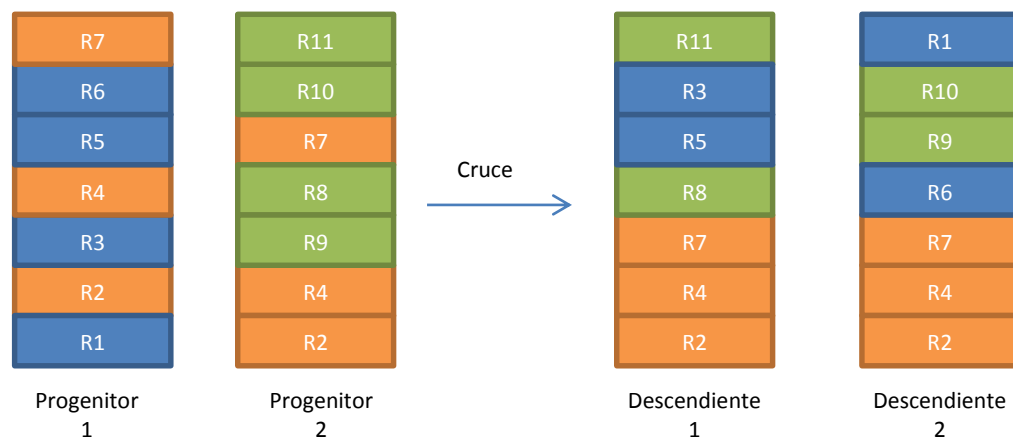 R7
R6
R5
R4
R3
R2
R1
Progenitor
1
R11
R10
R7
R8
R9
R4
R2
Progenitor
2
Cruce
R11
R3
R5
R8
R7
R4
R2
Descendiente
1
R1
R10
R9
R6
R7
R4
R2
Descendiente
2